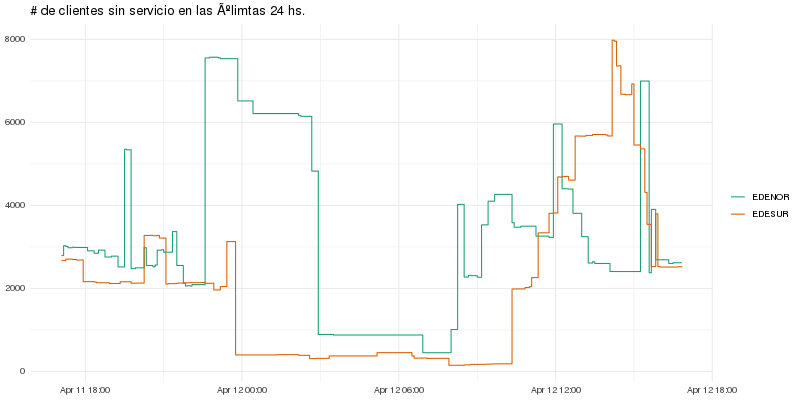 # de clientes sin servicio en las Ãºlimtas 24 hs.
8000
6000
4000
2000
0
Apr 11 18:00
Apr 12 00:00
Apr 12 06:00
Apr 12 12:00
Apr 12 18:00
EDENOR
EDESUR